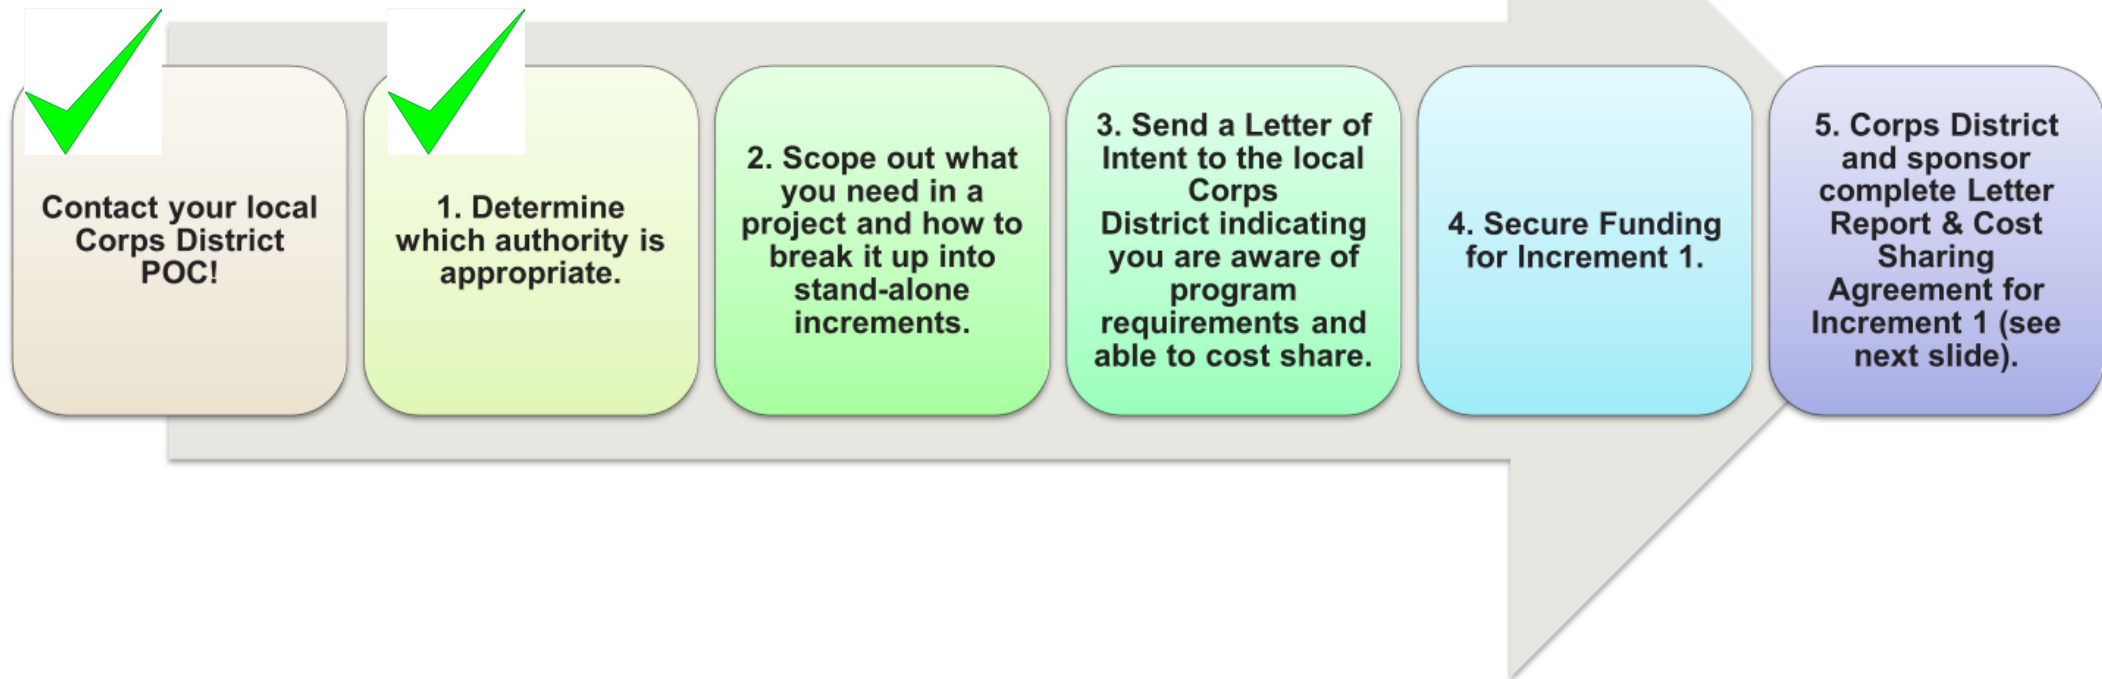 Contact your local
Corps District
POC!
1. Determine
which authority is
appropriate.
2. Scope out what
you need in a
project and how to
break it up into
stand-alone
increments.
3. Send a Letter of
Intent to the local
Corps
District indicating
you are aware of
program
requirements and
able to cost share.
4. Secure Funding
for Increment 1.
5. Corps District
and sponsor
complete Letter
Report & Cost
Sharing
Agreement for
Increment 1 (see
next slide).